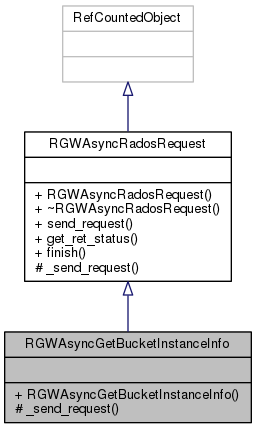 RefCountedObject
RGWAsyncRadosRequest
+ RGWAsyncRadosRequest()
+ ~RGWAsyncRadosRequest()
+ send_request()
+ get_ret_status()
+ finish()
# _send_request()
RGWAsyncGetBucketInstanceInfo
+ RGWAsyncGetBucketInstanceInfo()
# _send_request()